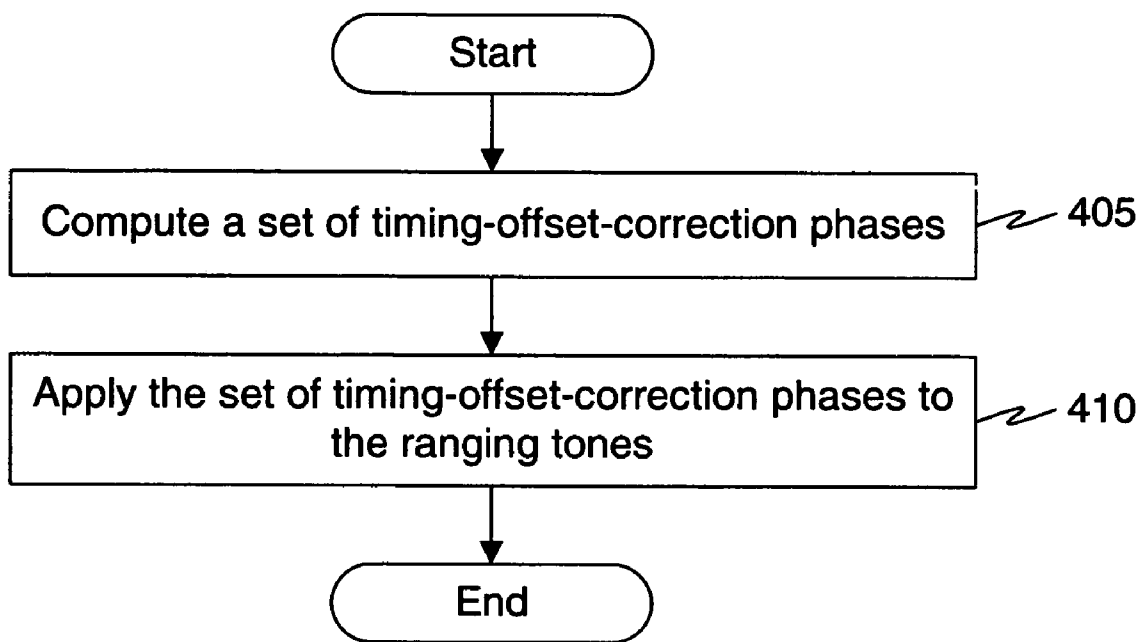 Start
Compute a set of timing-offset-correction phases
405
Apply the set of timing-offset-correction phases to
the ranging tones
410
End